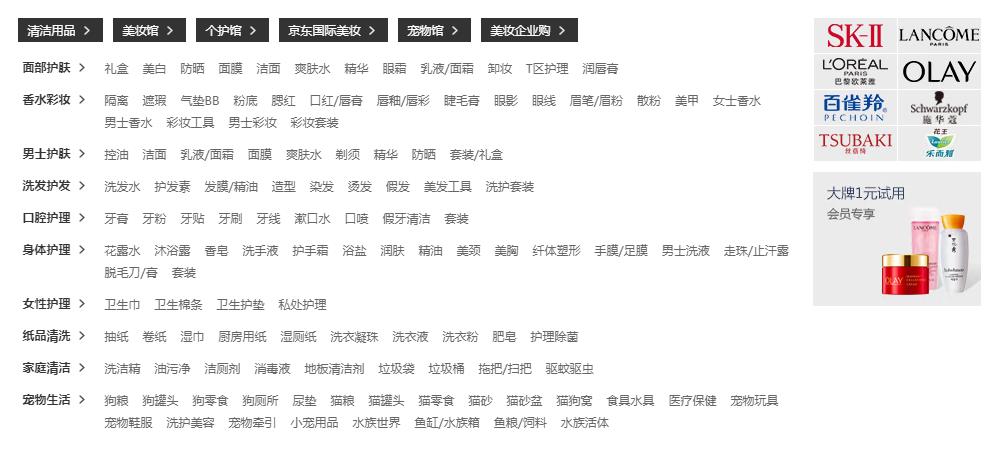 清洁用品 > 美妆馆 > 个护馆 > 京东国际美妆 > 宠物馆 > 美妆企业购 >
面部护肤 > 礼盒 美白 防晒 面膜 洁面 爽肤水 精华 眼霜 乳液/面霜 卸妆 T区护理 润唇膏
香水彩妆 > 隔离 遮瑕 气垫BB 粉底 腮红 口红/唇膏 唇釉/唇彩 睫毛膏 眼影 眼线 眉笔/眉粉 散粉 美甲 女士香水
男士香水 彩妆工具 男士彩妆 彩妆套装
男士护肤 > 控油 洁面 乳液/面霜 面膜 爽肤水 剃须 精华 防晒 套装/礼盒
洗发护发 > 洗发水 护发素 发膜/精油 造型 染发 烫发 假发 美发工具 洗护套装
口腔护理 > 牙膏 牙粉 牙贴 牙刷 牙线 漱口水 口喷 假牙清洁 套装
身体护理 > 花露水 沐浴露 香皂 洗手液 护手霜 浴盐 润肤 精油 美颈 美胸 纤体塑形 手膜/足膜 男士洗液 走珠/止汗露
脱毛刀/膏 套装
女性护理 > 卫生巾 卫生棉条 卫生护垫 私处护理
纸品清洗 > 抽纸 卷纸 湿巾 厨房用纸 湿厕纸 洗衣凝珠 洗衣液 洗衣粉 肥皂 护理除菌
家庭清洁 > 洗洁精 油污净 洁厕剂 消毒液 地板清洁剂 垃圾袋 垃圾桶 拖把/扫把 驱蚊驱虫
宠物生活 > 狗粮 狗罐头 狗零食 狗厕所 尿垫 猫粮 猫罐头 猫零食 猫砂 猫砂盆 猫狗窝 食具水具 医疗保健 宠物玩具
宠物鞋服 洗护美容 宠物牵引 小宠用品 水族世界 鱼缸/水族箱 鱼粮/饲料 水族活体
SK-II LANCÔME
PARIS
L'ORÉAL OLAY
PARIS
巴黎欧莱雅
百雀羚 Schwarzkopf
PECHOIN 施华蔻
TSUBAKI 花王
丝蓓绮 Laurier
乐而雅
大牌1元试用
会员专享
LANCÔME
OLAY
Sulwhasoo